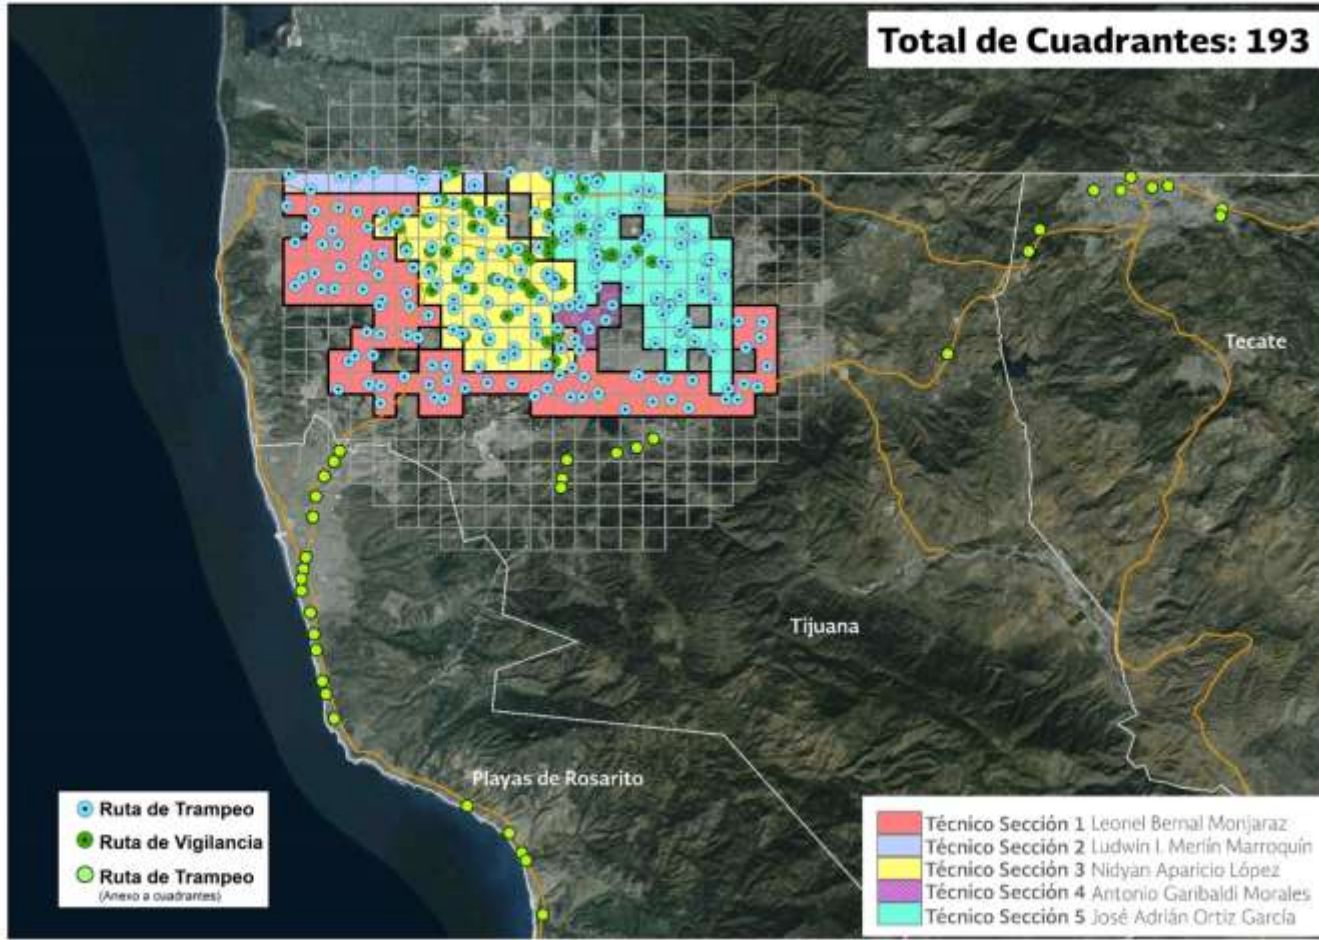 Total de Cuadrantes: 193
Tecate
Tijuana
Playas de Rosarito
Ruta de Trampeo
Ruta de Vigilancia
Ruta de Trampeo
(Anexo a cuadrantes)
Técnico Sección 1 Leonel Bernal Monjaraz
Técnico Sección 2 Ludwin I. Merlín Marroquín
Técnico Sección 3 Nidyan Aparicio López
Técnico Sección 4 Antonio Garibaldi Morales
Técnico Sección 5 José Adrián Ortiz García